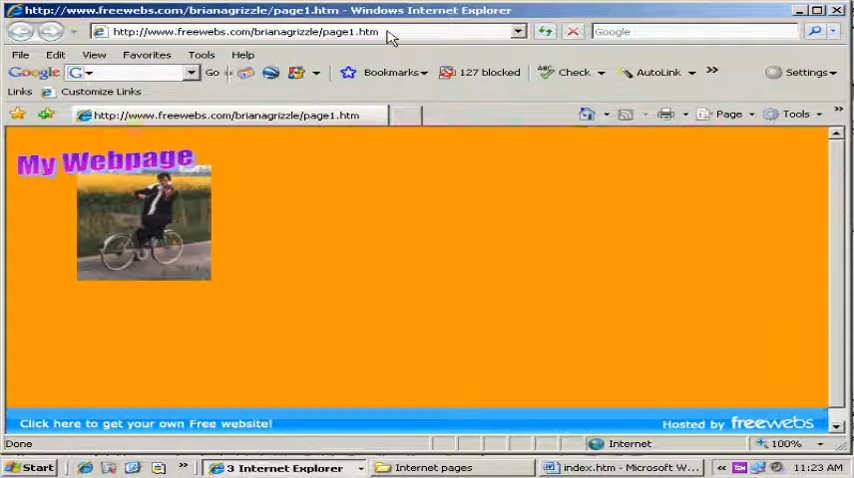 http://www.freewebs.com/brianagrizzle/page1.htm - Windows Internet Explorer
http://www.freewebs.com/brianagrizzle/page1.htm Google
File Edit View Favorites Tools Help
Google G Go Bookmarks 127 blocked ABC Check AutoLink » Settings
Links Customize Links
http://www.freewebs.com/brianagrizzle/page1.htm Page Tools »
My Webpage
Click here to get your own Free website! Hosted by freewebs
Done Internet 100%
Start » 3 Internet Explorer Internet pages index.htm - Microsoft W... « 11:23 AM